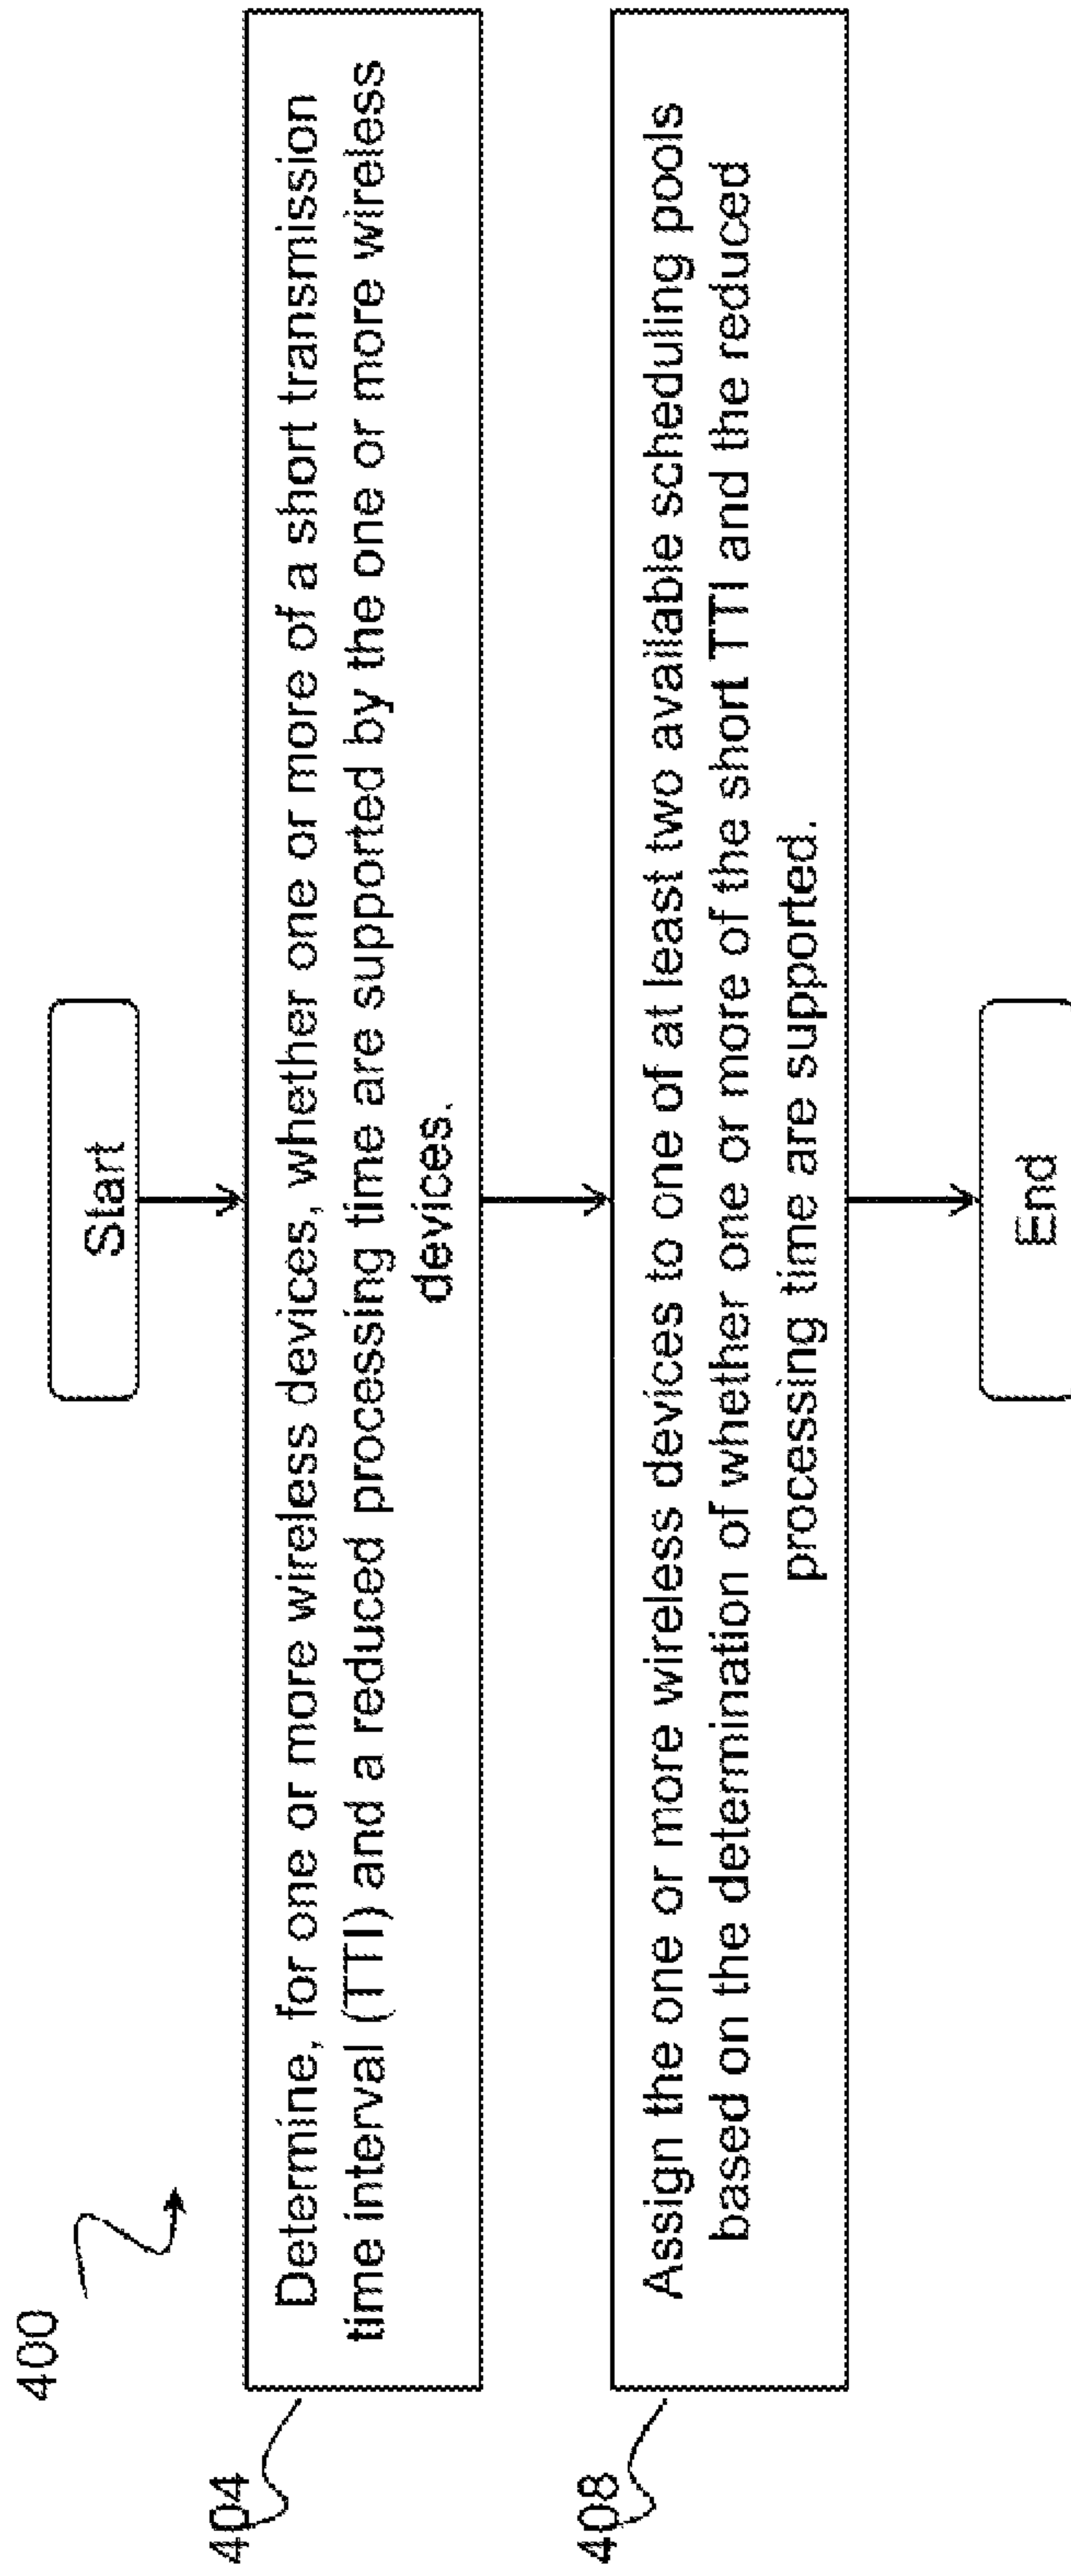 400
Start
404
Determine, for one or more wireless devices, whether one or more of a short transmission
time interval (TTI) and a reduced processing time are supported by the one or more wireless
devices.
408
Assign the one or more wireless devices to one of at least two available scheduling pools
based on the determination of whether one or more of the short TTI and the reduced
processing time are supported.
End